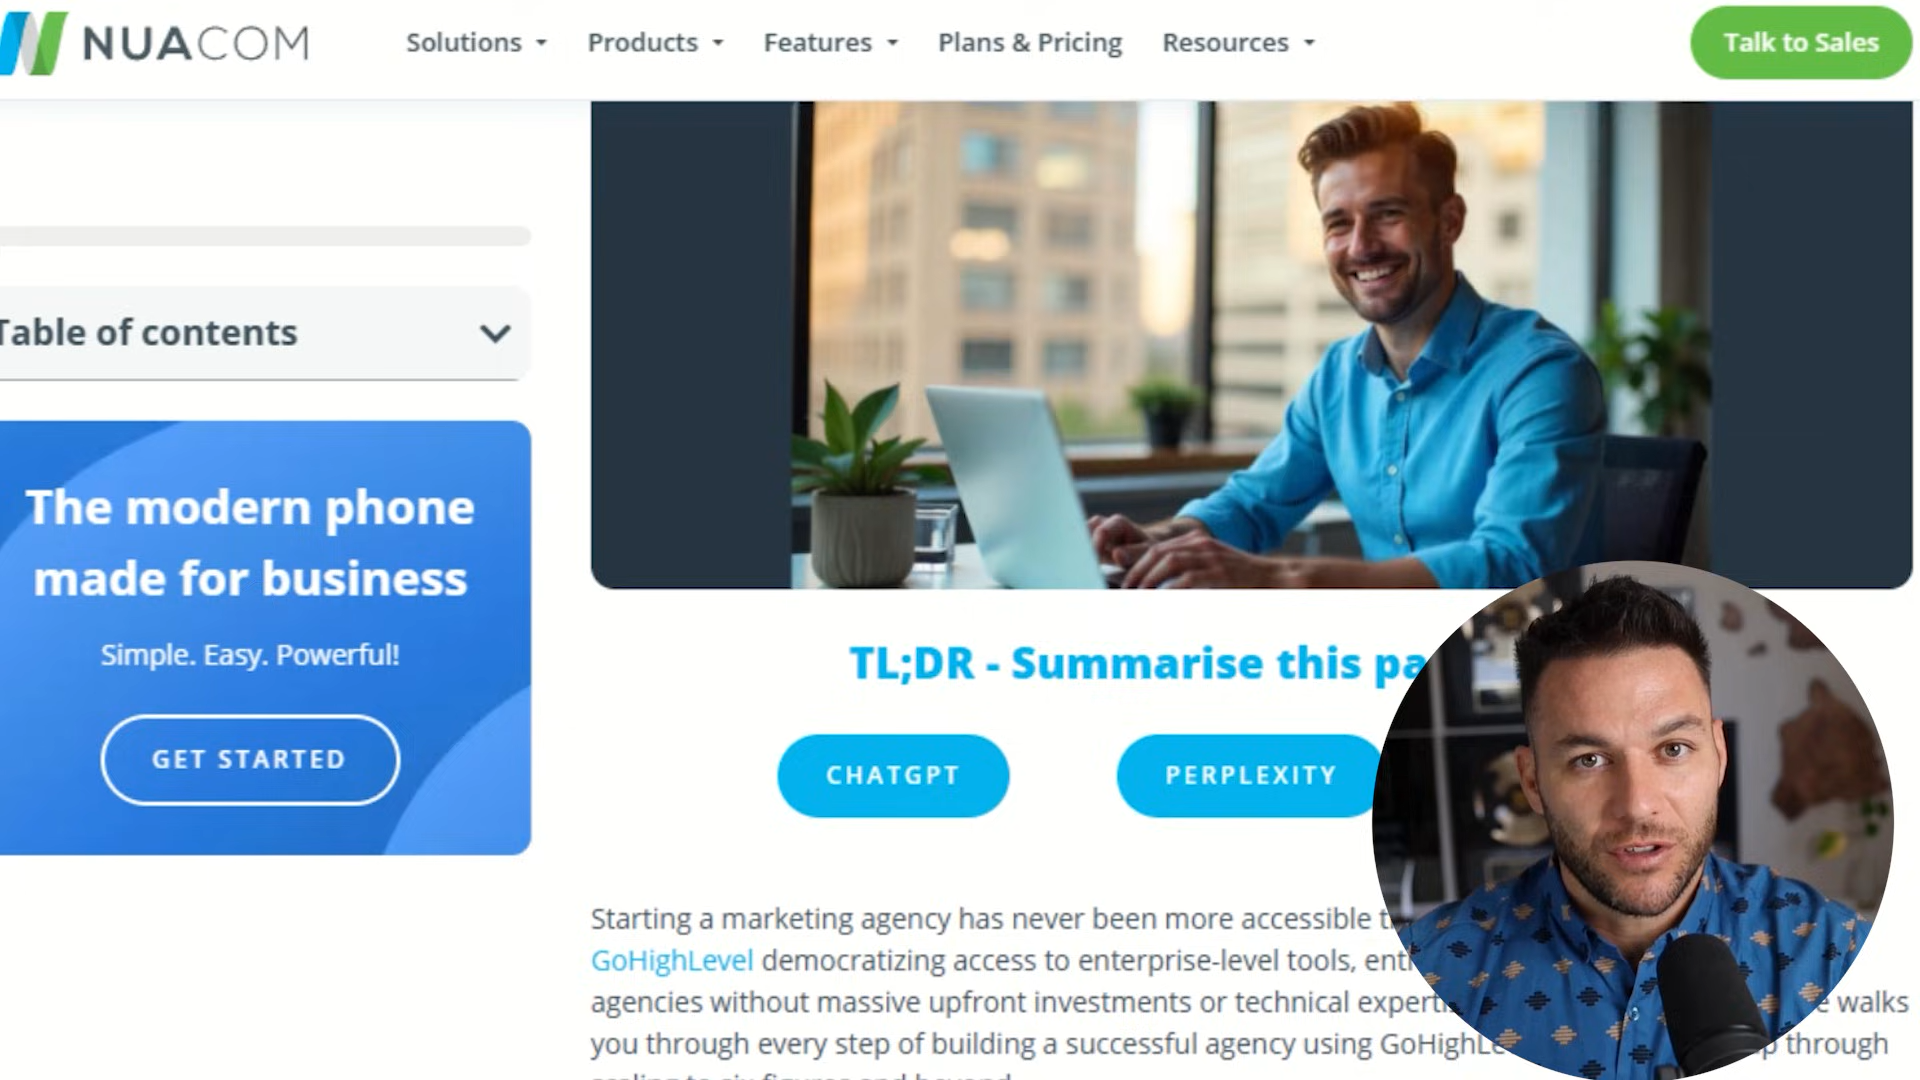 NUACOM
Solutions
Products
Features
Plans & Pricing
Resources
Talk to Sales
Table of contents
The modern phone
made for business
Simple. Easy. Powerful!
GET STARTED
TL;DR - Summarise this
CHATGPT
PERPLEXITY
Starting a marketing agency has never been more accessible
GoHighLevel democratizing access to enterprise-level tools,
agencies without massive upfront investments or technical walks
you through every step of building a successful agency using through